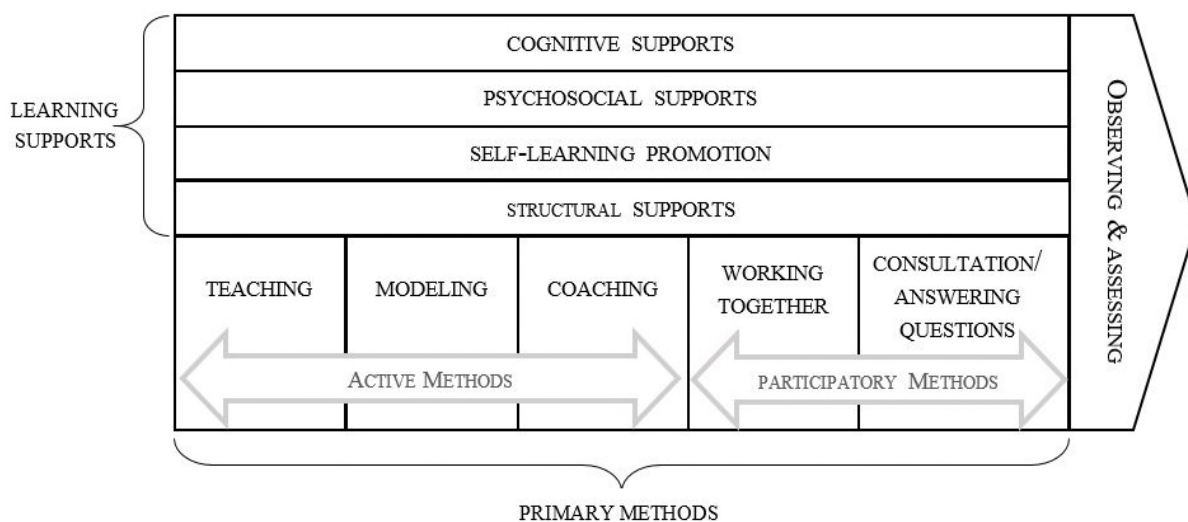 COGNITIVE SUPPORTS
PSYCHOSOCIAL SUPPORTS
SELF-LEARNING PROMOTION
STRUCTURAL SUPPORTS
LEARNING
SUPPORTS
TEACHING
MODELING
COACHING
WORKING
TOGETHER
CONSULTATION/
ANSWERING
QUESTIONS
ACTIVE METHODS
PARTICIPATORY METHODS
OBSERVING & ASSESSING
PRIMARY METHODS